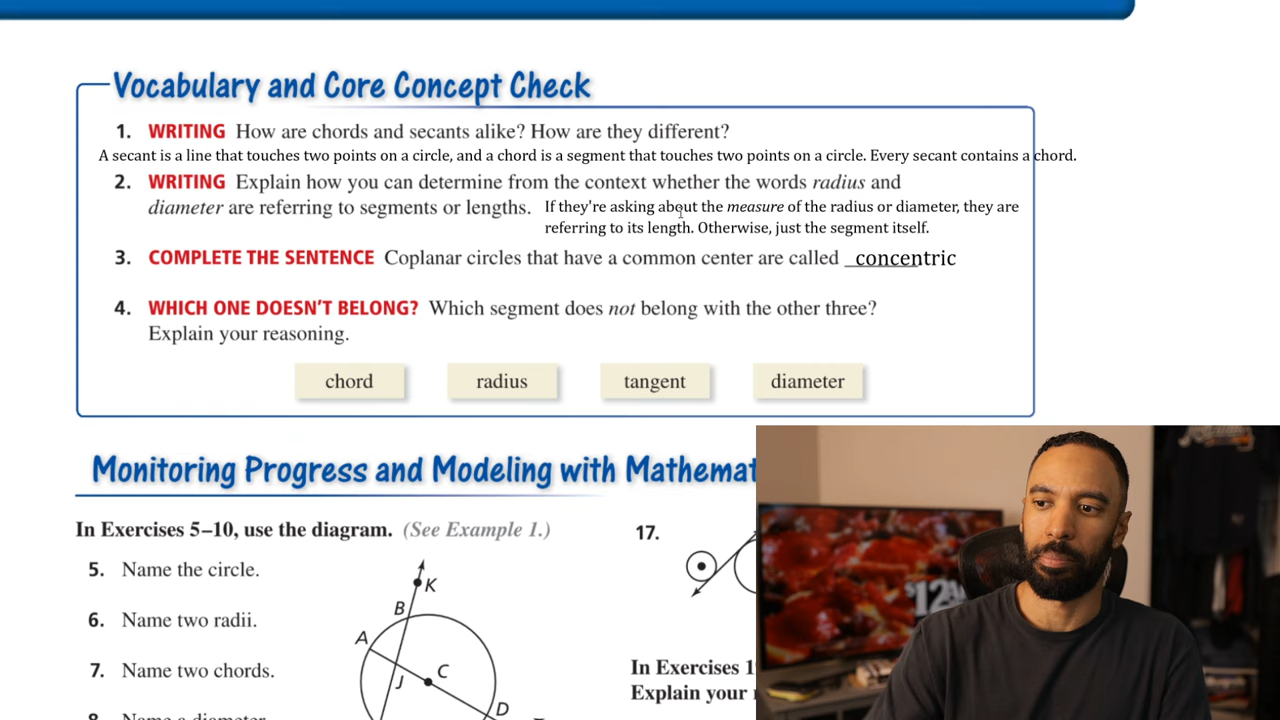 Vocabulary and Core Concept Check
1. WRITING How are chords and secants alike? How are they different?
A secant is a line that touches two points on a circle, and a chord is a segment that touches two points on a circle. Every secant contains a chord.
2. WRITING Explain how you can determine from the context whether the words radius and
diameter are referring to segments or lengths.
If they're asking about the measure of the radius or diameter, they are
referring to its length. Otherwise, just the segment itself.
3. COMPLETE THE SENTENCE Coplanar circles that have a common center are called _concentric
4. WHICH ONE DOESN'T BELONG? Which segment does not belong with the other three?
Explain your reasoning.
chord radius tangent diameter
Monitoring Progress and Modeling with Mathemat
In Exercises 5–10, use the diagram. (See Example 1.)
5. Name the circle.
6. Name two radii.
7. Name two chords.
8. Name a diameter.
K
B
A
C
J
D
17.
In Exercises 1
Explain your
$12